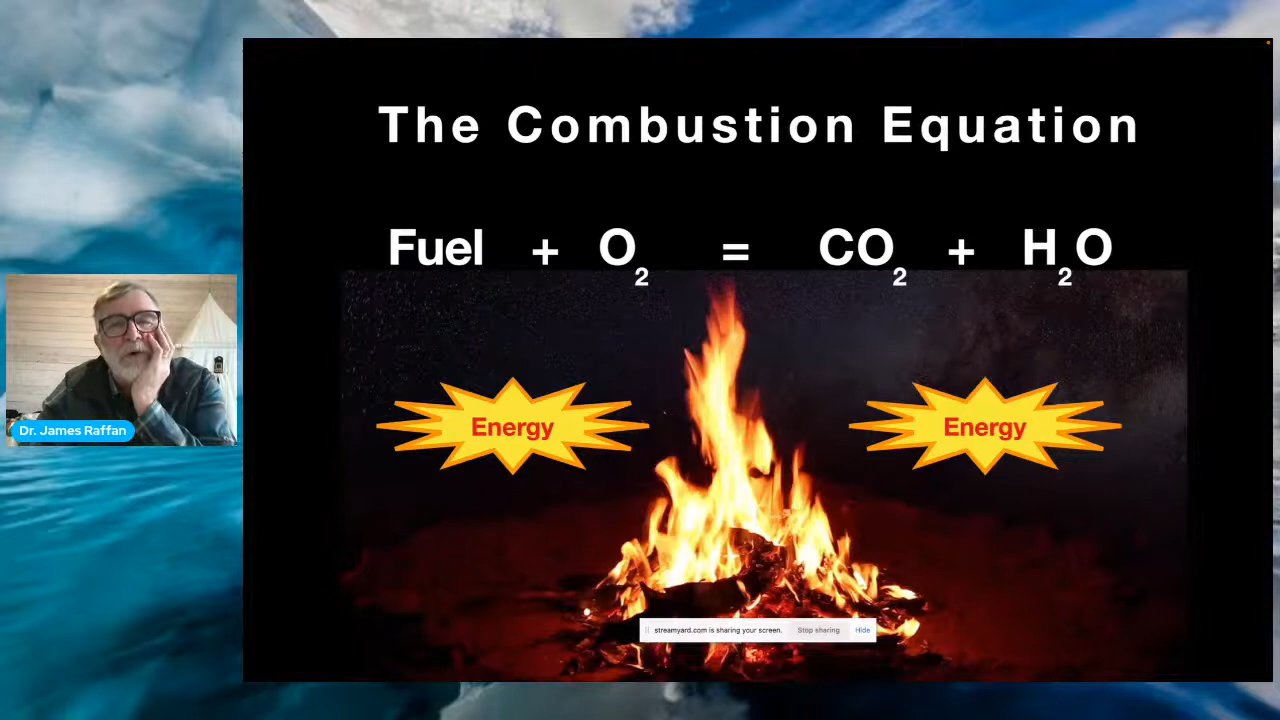 The Combustion Equation
Fuel + O2 = CO2 + H2O
Energy Energy
Dr. James Raffan
streamyard.com is sharing your screen. Stop sharing Hide